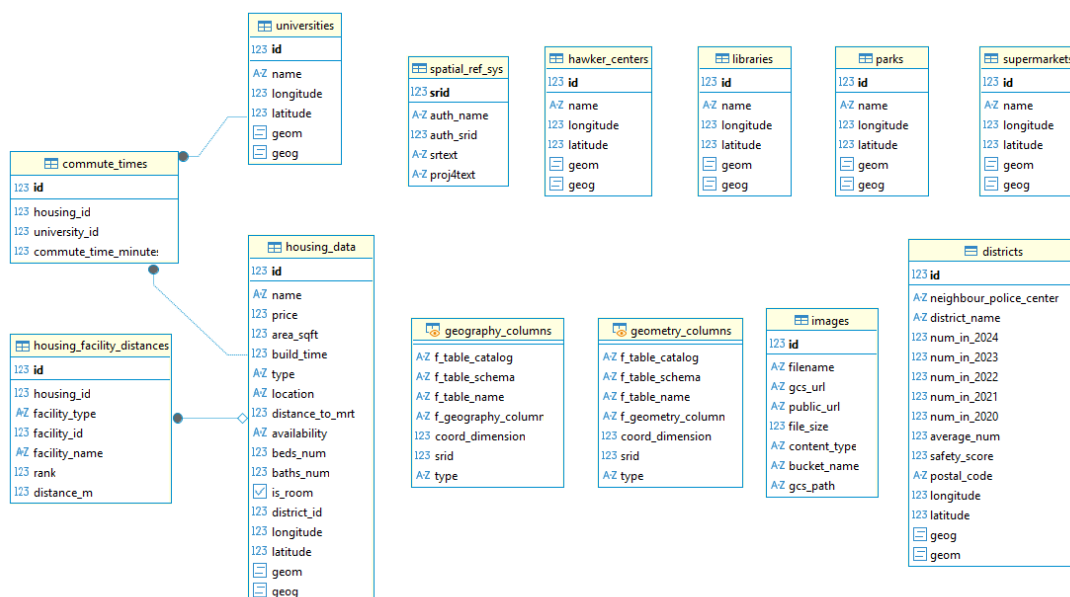 universities
123 id
A-Z name
123 longitude
123 latitude
geom
geog
spatial_ref_sys
123 srid
A-Z auth_name
123 auth_srid
A-Z srtext
A-Z proj4text
hawker_centers
123 id
A-Z name
123 longitude
123 latitude
geom
geog
libraries
123 id
A-Z name
123 longitude
123 latitude
geom
geog
parks
123 id
A-Z name
123 longitude
123 latitude
geom
geog
supermarkets
123 id
A-Z name
123 longitude
123 latitude
geom
geog
commute_times
123 id
123 housing_id
123 university_id
123 commute_time_minutes
housing_data
123 id
A-Z name
123 price
123 area_sqft
123 build_time
A-Z type
A-Z location
123 distance_to_mrt
A-Z availability
123 beds_num
123 baths_num
is_room
123 district_id
123 longitude
123 latitude
geom
geog
housing_facility_distances
123 id
123 housing_id
A-Z facility_type
123 facility_id
A-Z facility_name
123 rank
123 distance_m
geography_columns
A-Z f_table_catalog
A-Z f_table_schema
A-Z f_table_name
A-Z f_geography_column
123 coord_dimension
123 srid
A-Z type
geometry_columns
A-Z f_table_catalog
A-Z f_table_schema
A-Z f_table_name
A-Z f_geometry_column
123 coord_dimension
123 srid
A-Z type
images
123 id
A-Z filename
A-Z gcs_url
A-Z public_url
123 file_size
A-Z content_type
A-Z bucket_name
A-Z gcs_path
districts
123 id
A-Z neighbour_police_center
A-Z district_name
123 num_in_2024
123 num_in_2023
123 num_in_2022
123 num_in_2021
123 num_in_2020
123 average_num
123 safety_score
A-Z postal_code
123 longitude
123 latitude
geog
geom